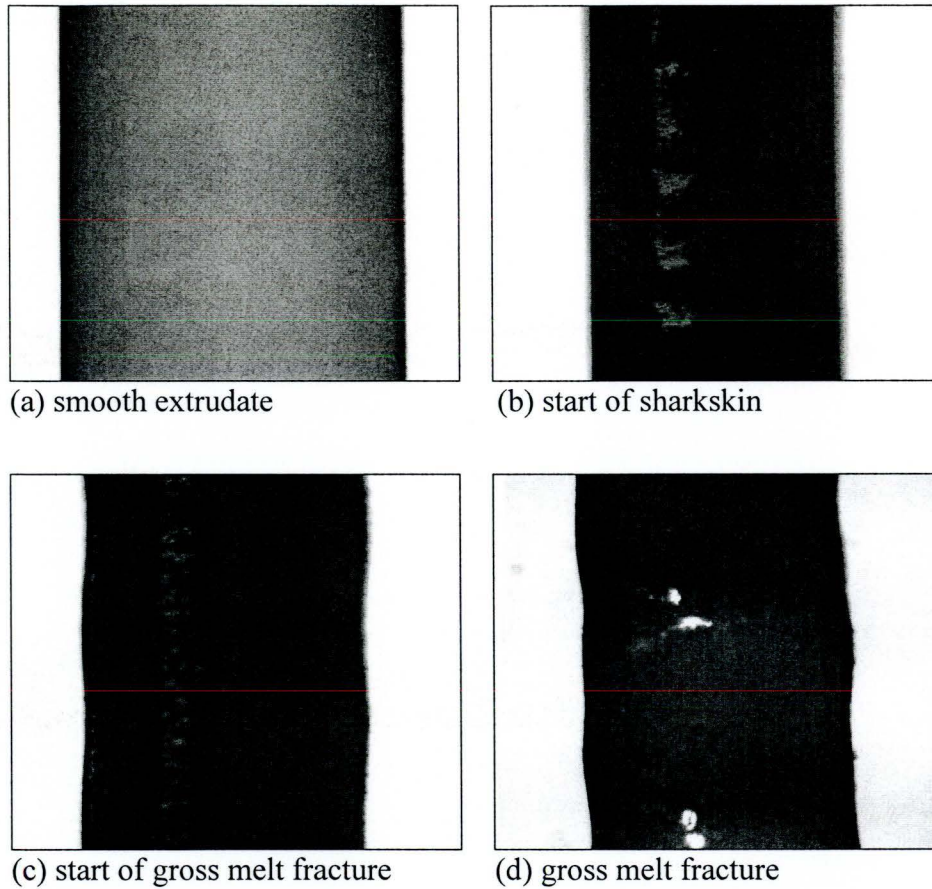 (a) smooth extrudate
(b) start of sharkskin
(c) start of gross melt fracture
(d) gross melt fracture